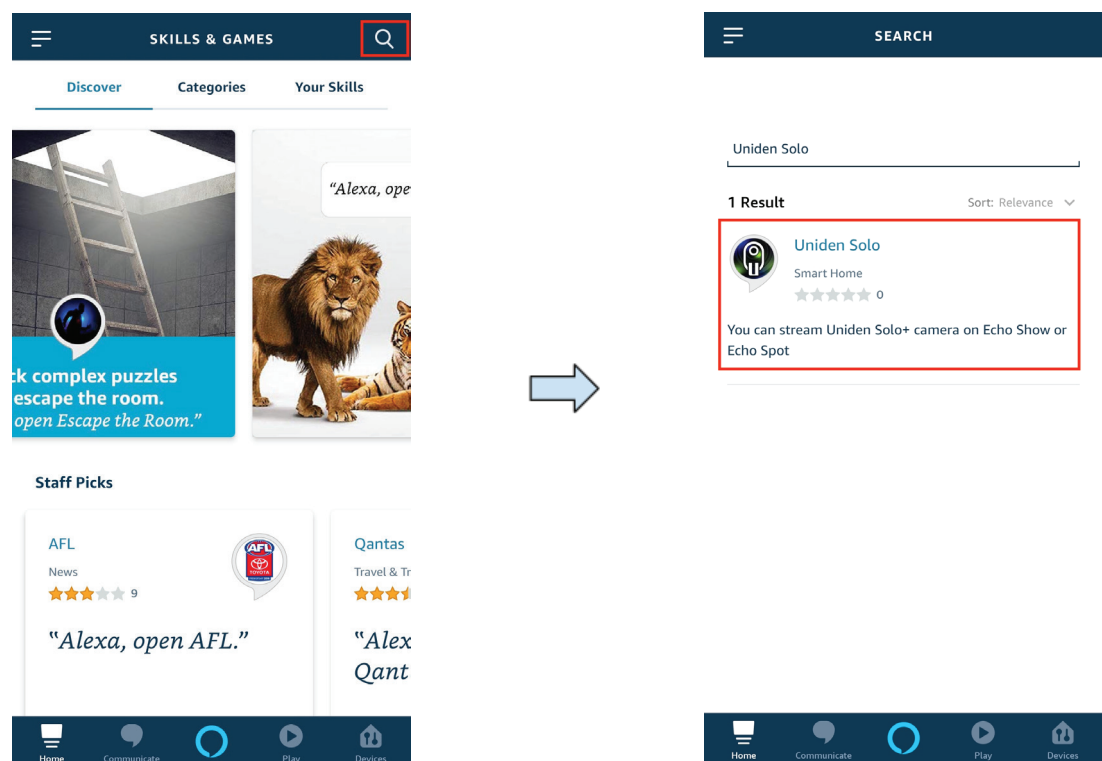 SKILLS & GAMES
Discover Categories Your Skills
"Alexa, ope
ck complex puzzles
escape the room.
open Escape the Room."
Staff Picks
AFL
News
9
"Alexa, open AFL."
AFL
TOYOTA
Qantas
Travel & Tr
"Alex
Qant
Home Communicate Play Devices
SEARCH
Uniden Solo
1 Result Sort: Relevance
Uniden Solo
Smart Home
0
You can stream Uniden Solo+ camera on Echo Show or
Echo Spot
Home Communicate Play Devices